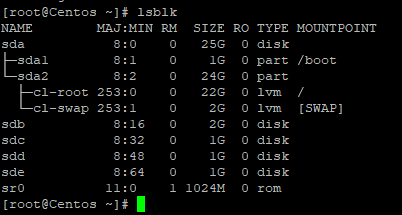 [root@Centos ~]# lsblk
NAME        MAJ:MIN RM  SIZE RO TYPE MOUNTPOINT
sda           8:0    0   25G  0 disk
├─sda1        8:1    0    1G  0 part /boot
└─sda2        8:2    0   24G  0 part
  ├─cl-root 253:0    0   22G  0 lvm  /
  └─cl-swap 253:1    0    2G  0 lvm  [SWAP]
sdb           8:16   0    2G  0 disk
sdc           8:32   0    1G  0 disk
sdd           8:48   0    1G  0 disk
sde           8:64   0    1G  0 disk
sr0          11:0    1 1024M  0 rom
[root@Centos ~]#